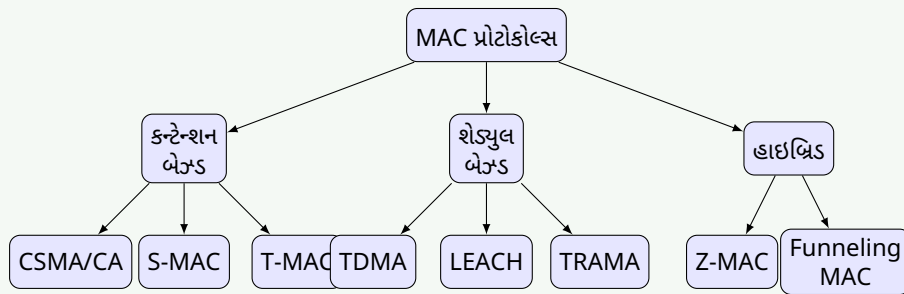 MAC પ્રોટોકોલ્સ
કન્ટેન્શન
બેઝ્ડ
શેડ્યુલ
બેઝ્ડ
હાઇબ્રિડ
CSMA/CA
S-MAC
T-MAC
TDMA
LEACH
TRAMA
Z-MAC
Funneling
MAC